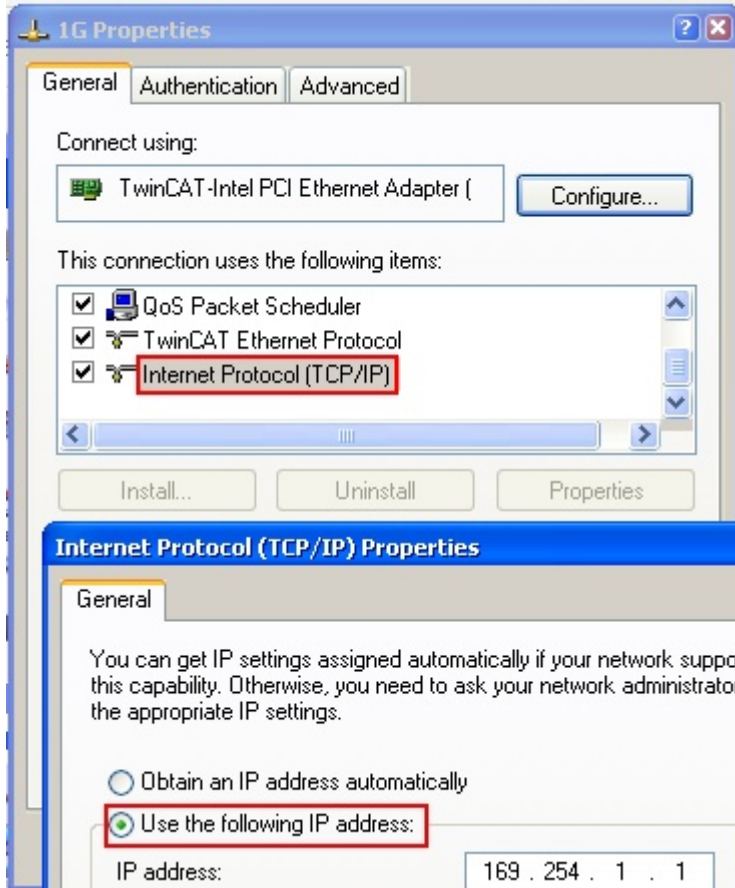 1G Properties
General Authentication Advanced
Connect using:
TwinCAT-Intel PCI Ethernet Adapter (
Configure...
This connection uses the following items:
QoS Packet Scheduler
TwinCAT Ethernet Protocol
Internet Protocol (TCP/IP)
Install... Uninstall Properties
Internet Protocol (TCP/IP) Properties
General
You can get IP settings assigned automatically if your network suppo
this capability. Otherwise, you need to ask your network administrato
the appropriate IP settings.
Obtain an IP address automatically
Use the following IP address:
IP address: 169 . 254 . 1 . 1